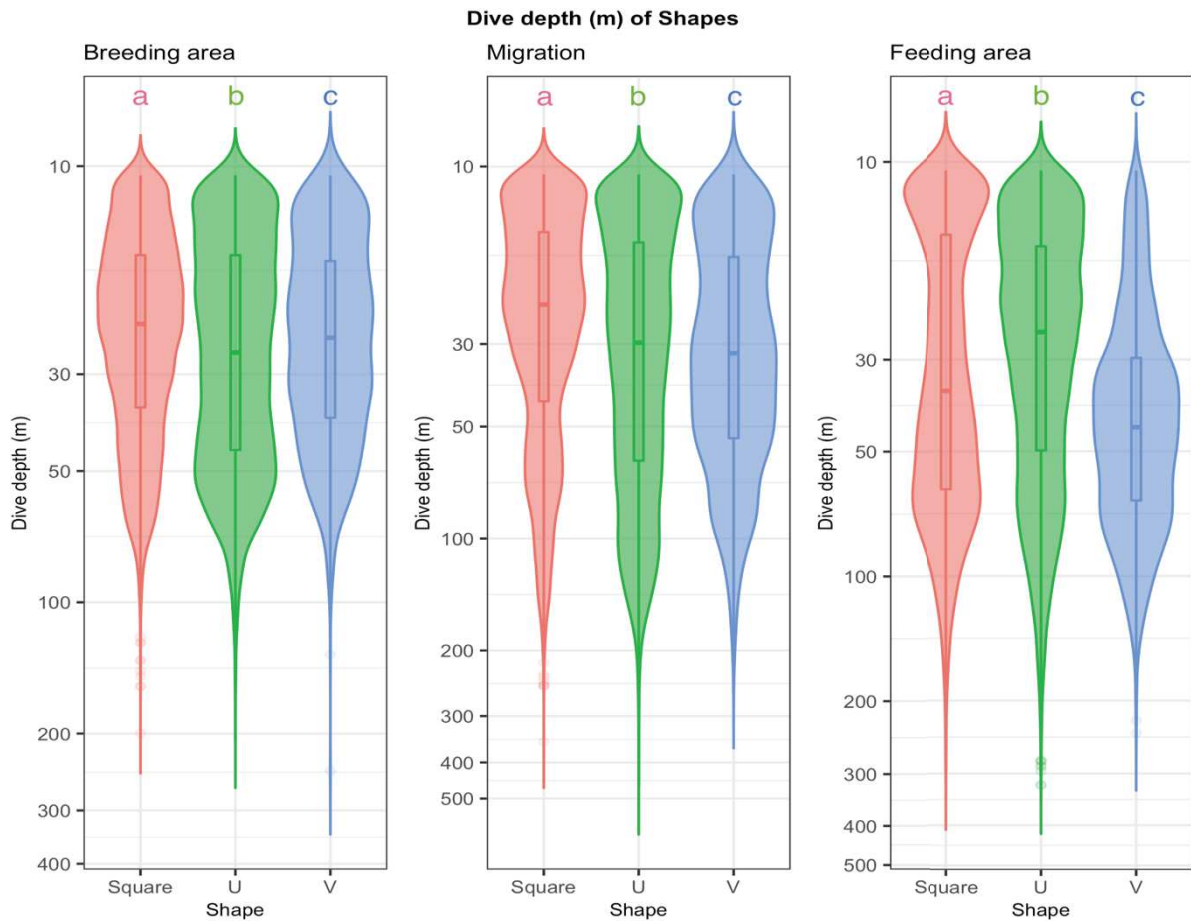 Dive depth (m) of Shapes
Breeding area
a
b
c
10
30
50
100
200
300
400
Dive depth (m)
Square
U
V
Shape
Migration
a
b
c
10
30
50
100
200
300
400
500
Dive depth (m)
Square
U
V
Shape
Feeding area
a
b
c
10
30
50
100
200
300
400
500
Dive depth (m)
Square
U
V
Shape